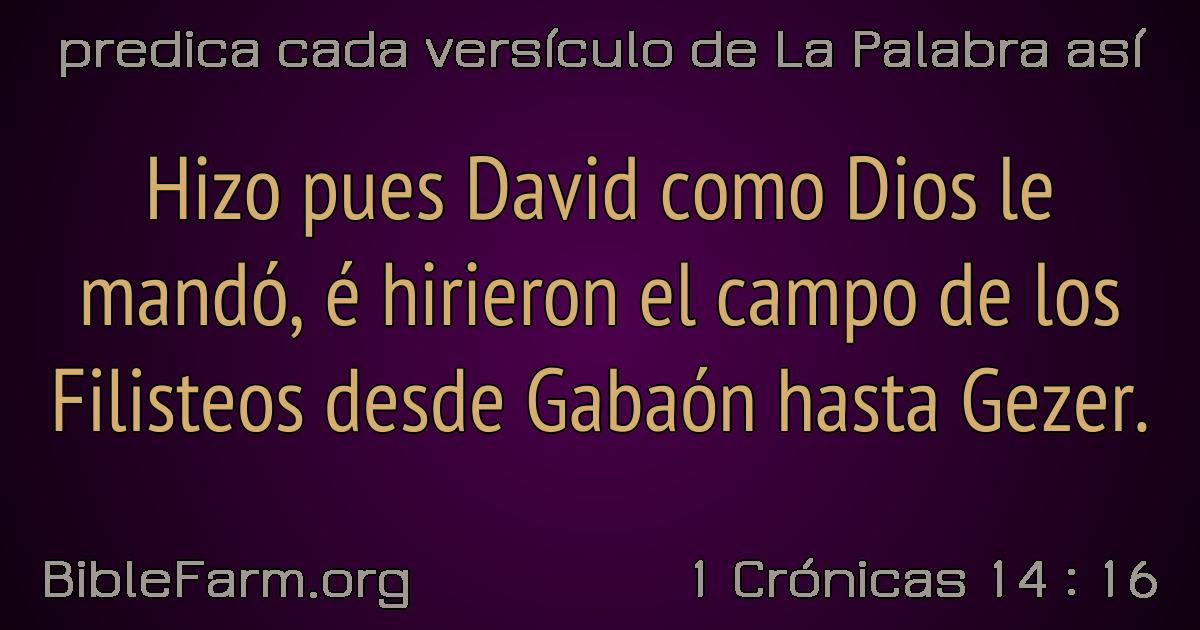 predica cada versículo de La Palabra así
Hizo pues David como Dios le
mandó, é hirieron el campo de los
Filisteos desde Gabaón hasta Gezer.
BibleFarm.org
1 Crónicas 14 : 16